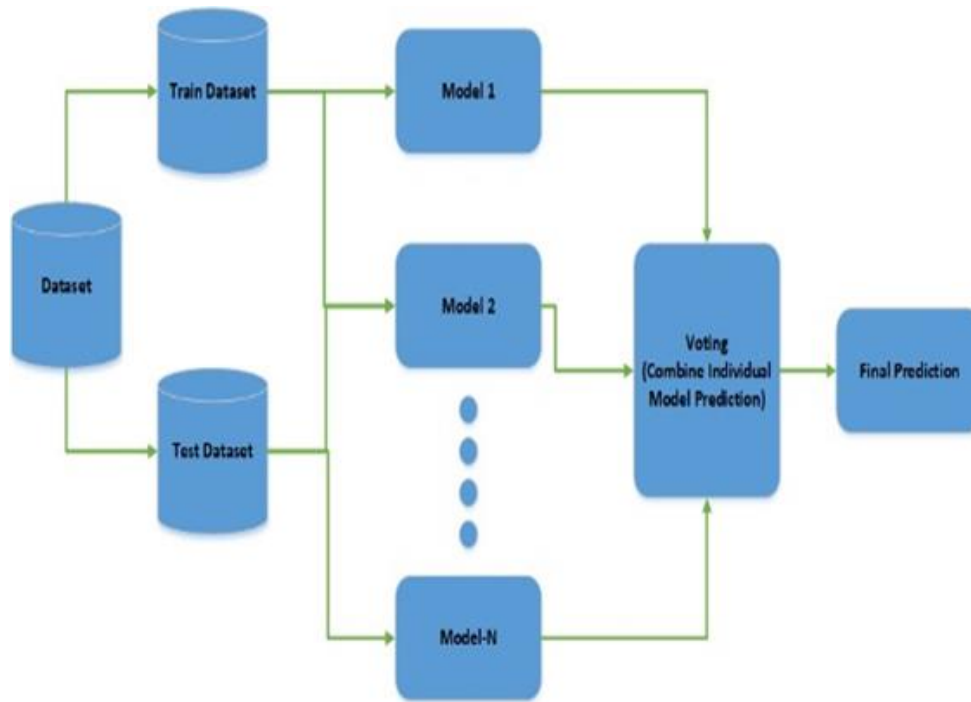 Train Dataset
Model 1
Dataset
Model 2
Voting
(Combine Individual
Model Prediction)
Final Prediction
Test Dataset
Model-N